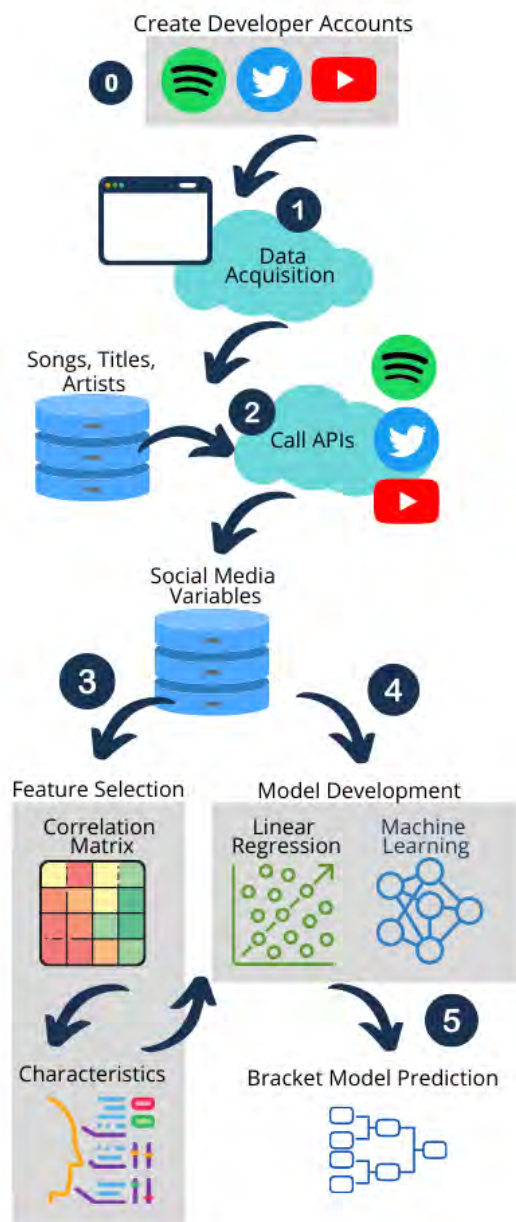 Create Developer Accounts
0
1
Data
Acquisition
Songs, Titles,
Artists
2
Call APIs
Social Media
Variables
3
4
Feature Selection
Model Development
Correlation
Matrix
Linear
Regression
Machine
Learning
5
Characteristics
Bracket Model Prediction